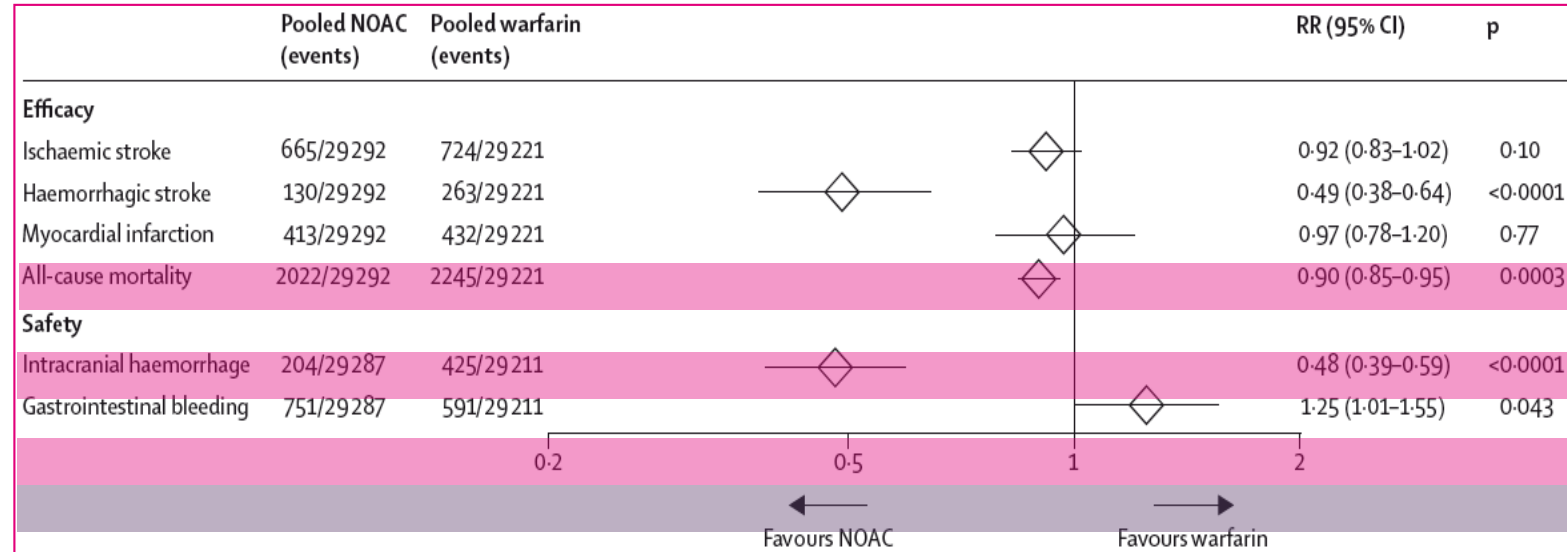 Pooled NOAC Pooled warfarin RR (95% CI) p
(events) (events)
Efficacy
Ischaemic stroke 665/29292 724/29221 0·92 (0·83–1·02) 0·10
Haemorrhagic stroke 130/29292 263/29221 0·49 (0·38–0·64) <0·0001
Myocardial infarction 413/29292 432/29221 0·97 (0·78–1·20) 0·77
All-cause mortality 2022/29292 2245/29221 0·90 (0·85–0·95) 0·0003
Safety
Intracranial haemorrhage 204/29287 425/29211 0·48 (0·39–0·59) <0·0001
Gastrointestinal bleeding 751/29287 591/29211 1·25 (1·01–1·55) 0·043
0·2 0·5 1 2
Favours NOAC Favours warfarin